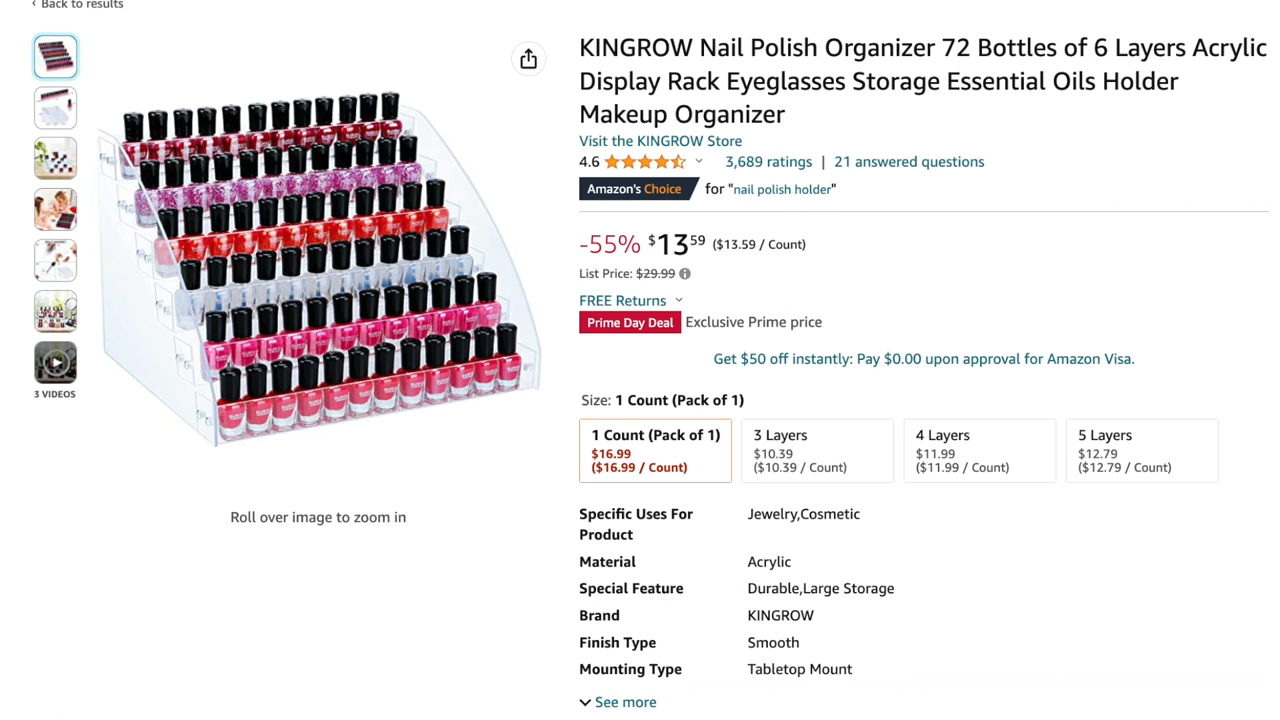 ‹ Back to results
KINGROW Nail Polish Organizer 72 Bottles of 6 Layers Acrylic
Display Rack Eyeglasses Storage Essential Oils Holder
Makeup Organizer
Visit the KINGROW Store
4.6 3,689 ratings | 21 answered questions
Amazon's Choice for "nail polish holder"
-55% $13 59 ($13.59 / Count)
List Price: $29.99
FREE Returns
Prime Day Deal Exclusive Prime price
Get $50 off instantly: Pay $0.00 upon approval for Amazon Visa.
Size: 1 Count (Pack of 1)
1 Count (Pack of 1) 3 Layers 4 Layers 5 Layers
$16.99 $10.39 $11.99 $12.79
($16.99 / Count) ($10.39 / Count) ($11.99 / Count) ($12.79 / Count)
Specific Uses For Product Jewelry,Cosmetic
Material Acrylic
Special Feature Durable,Large Storage
Brand KINGROW
Finish Type Smooth
Mounting Type Tabletop Mount
See more
3 VIDEOS
Roll over image to zoom in